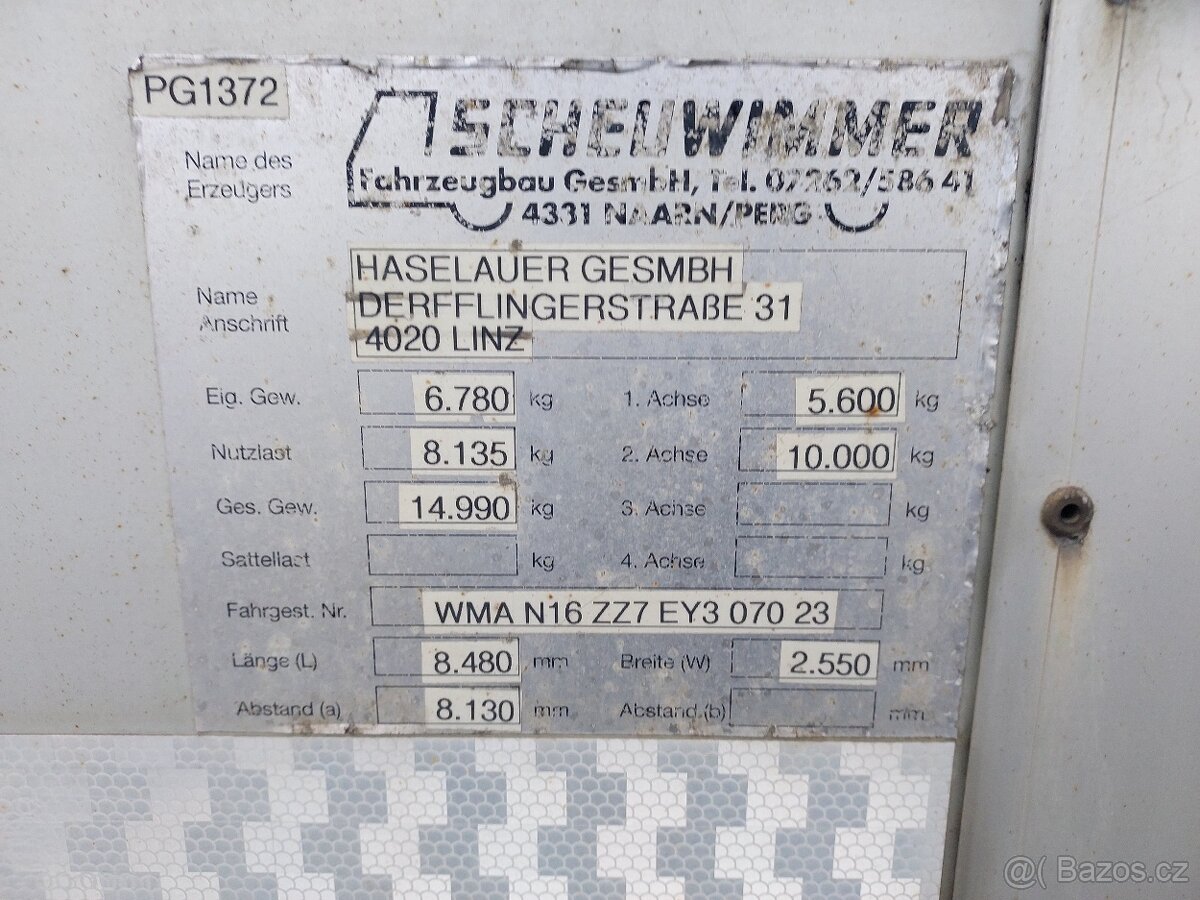 PG1372
SCHEUWIMMER
Name des
Erzeugers
Fahrzeugbau GesmbH, Tel. 07262/586 41
4331 NAARN/PERG
Name
Anschrift
HASELAUER GESMBH
DERFFLINGERSTRAßE 31
4020 LINZ
Eig. Gew. 6.780 kg 1. Achse 5.600 kg
Nutzlast 8.135 kg 2. Achse 10.000 kg
Ges. Gew. 14.990 kg 3. Achse kg
Sattellast kg 4. Achse kg
Fahrgest. Nr. WMA N16 ZZ7 EY3 070 23
Länge (L) 8.480 mm Breite (W) 2.550 mm
Abstand (a) 8.130 mm Abstand (b) mm
Bazos.cz